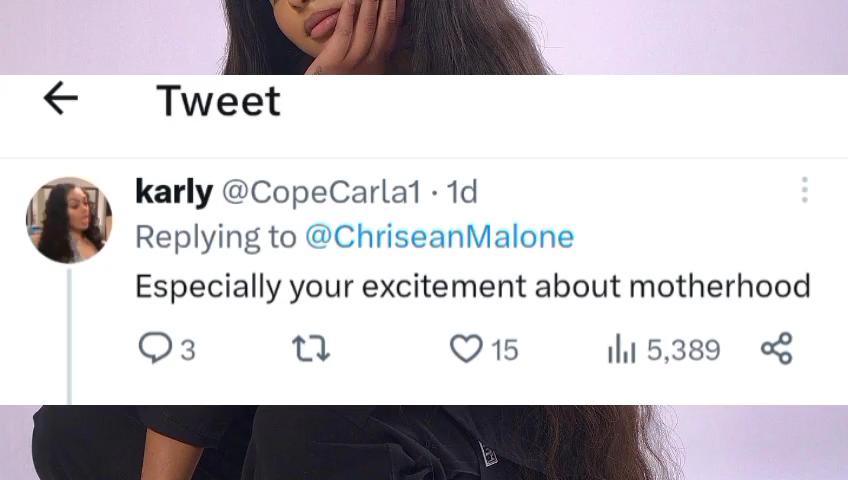 Tweet
karly @CopeCarla1 · 1d
Replying to @ChriseanMalone
Especially your excitement about motherhood
3 15 5,389